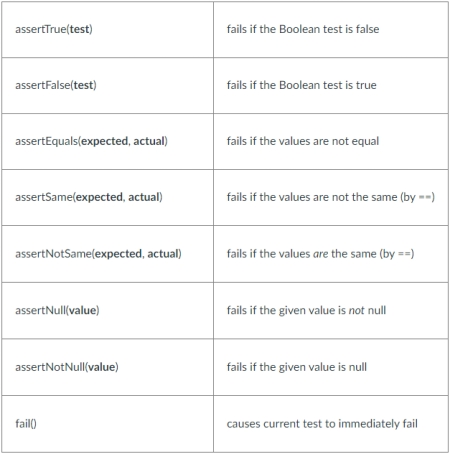 assertTrue(test) fails if the Boolean test is false
assertFalse(test) fails if the Boolean test is true
assertEquals(expected, actual) fails if the values are not equal
assertSame(expected, actual) fails if the values are not the same (by ==)
assertNotSame(expected, actual) fails if the values are the same (by ==)
assertNull(value) fails if the given value is not null
assertNotNull(value) fails if the given value is null
fail() causes current test to immediately fail